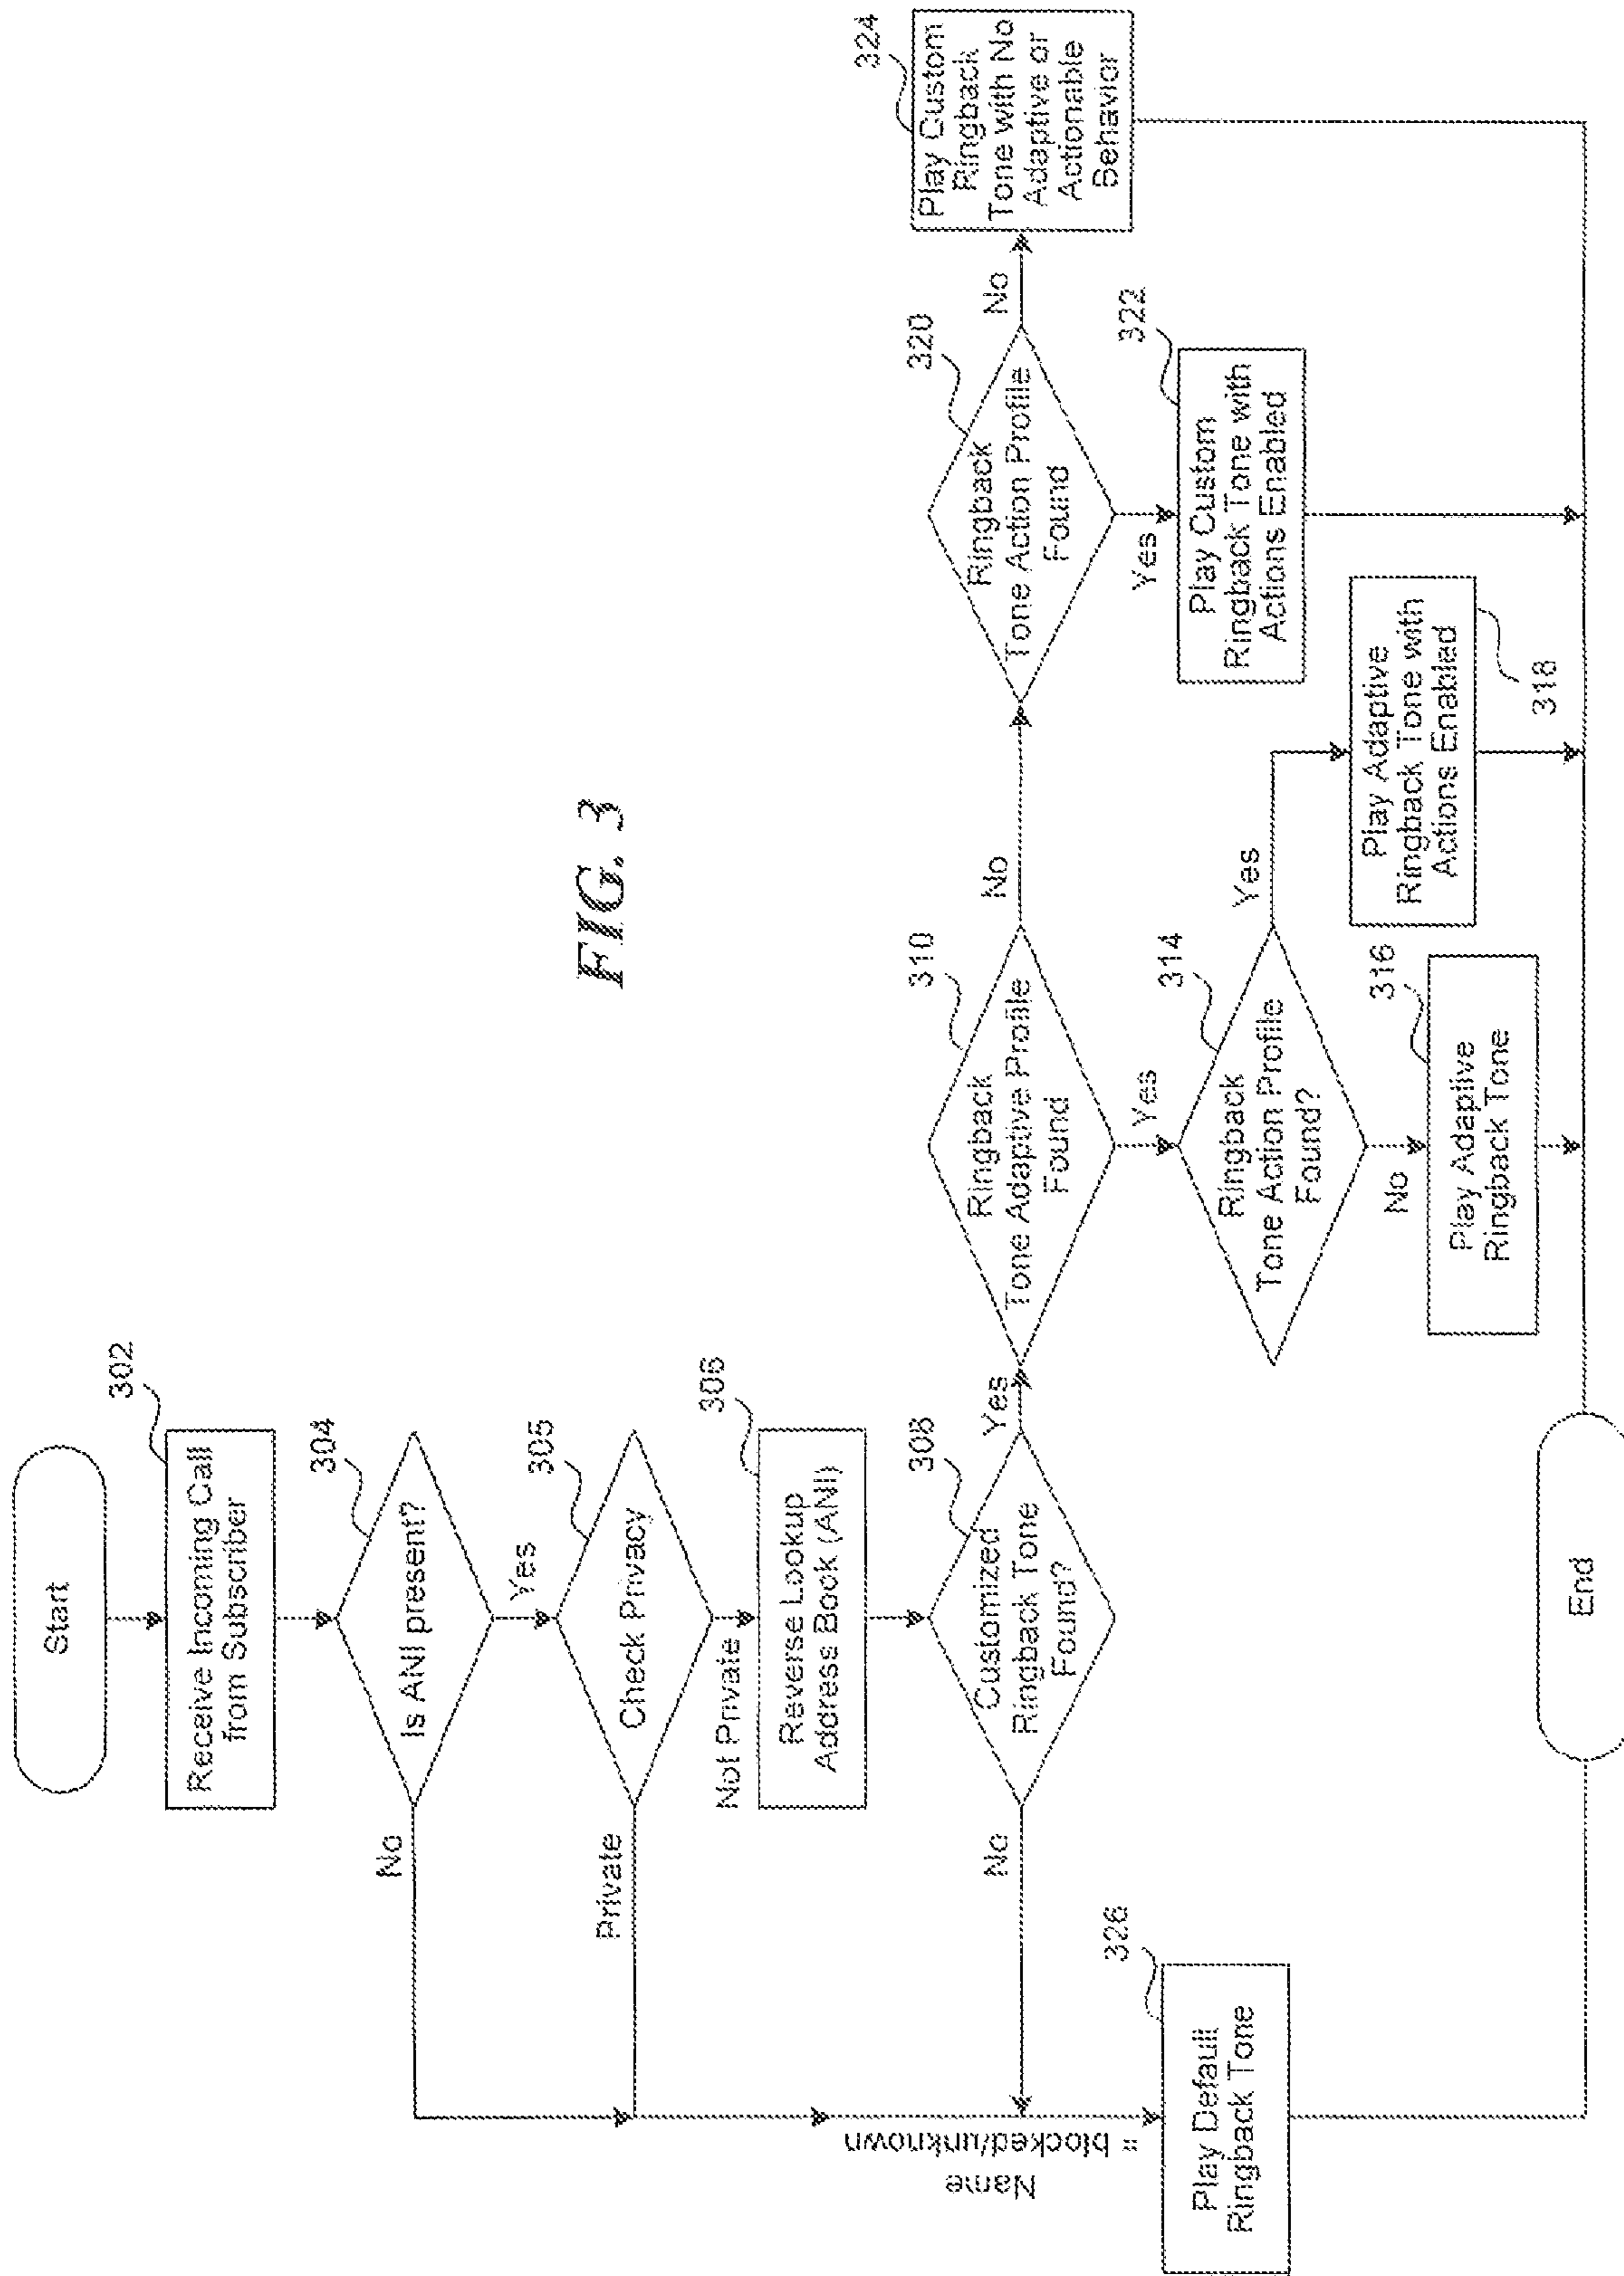 FIG. 3
Start
302
Receive Incoming Call
from Subscriber
304
Is ANI present?
No
Yes
305
Check Privacy
Private
Not Private
306
Reverse Lookup
Address Book (ANI)
308
Customized
Ringback Tone
Found?
No
Yes
Name
= blocked/unknown
326
Play Default
Ringback Tone
310
Ringback
Tone Adaptive Profile
Found
No
Yes
314
Ringback
Tone Action Profile
Found?
No
Yes
316
Play Adaptive
Ringback Tone
318
Play Adaptive
Ringback Tone with
Actions Enabled
320
Ringback
Tone Action Profile
Found
No
Yes
322
Play Custom
Ringback Tone with
Actions Enabled
324
Play Custom
Ringback
Tone with No
Adaptive or
Actionable
Behavior
End